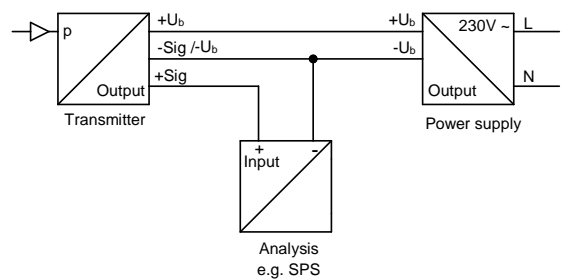 +Ub +Ub 230V ~ L
p
-Sig /-Ub -Ub
N
+Sig
Output Output
Transmitter Power supply
+ -
Input
Analysis
e.g. SPS